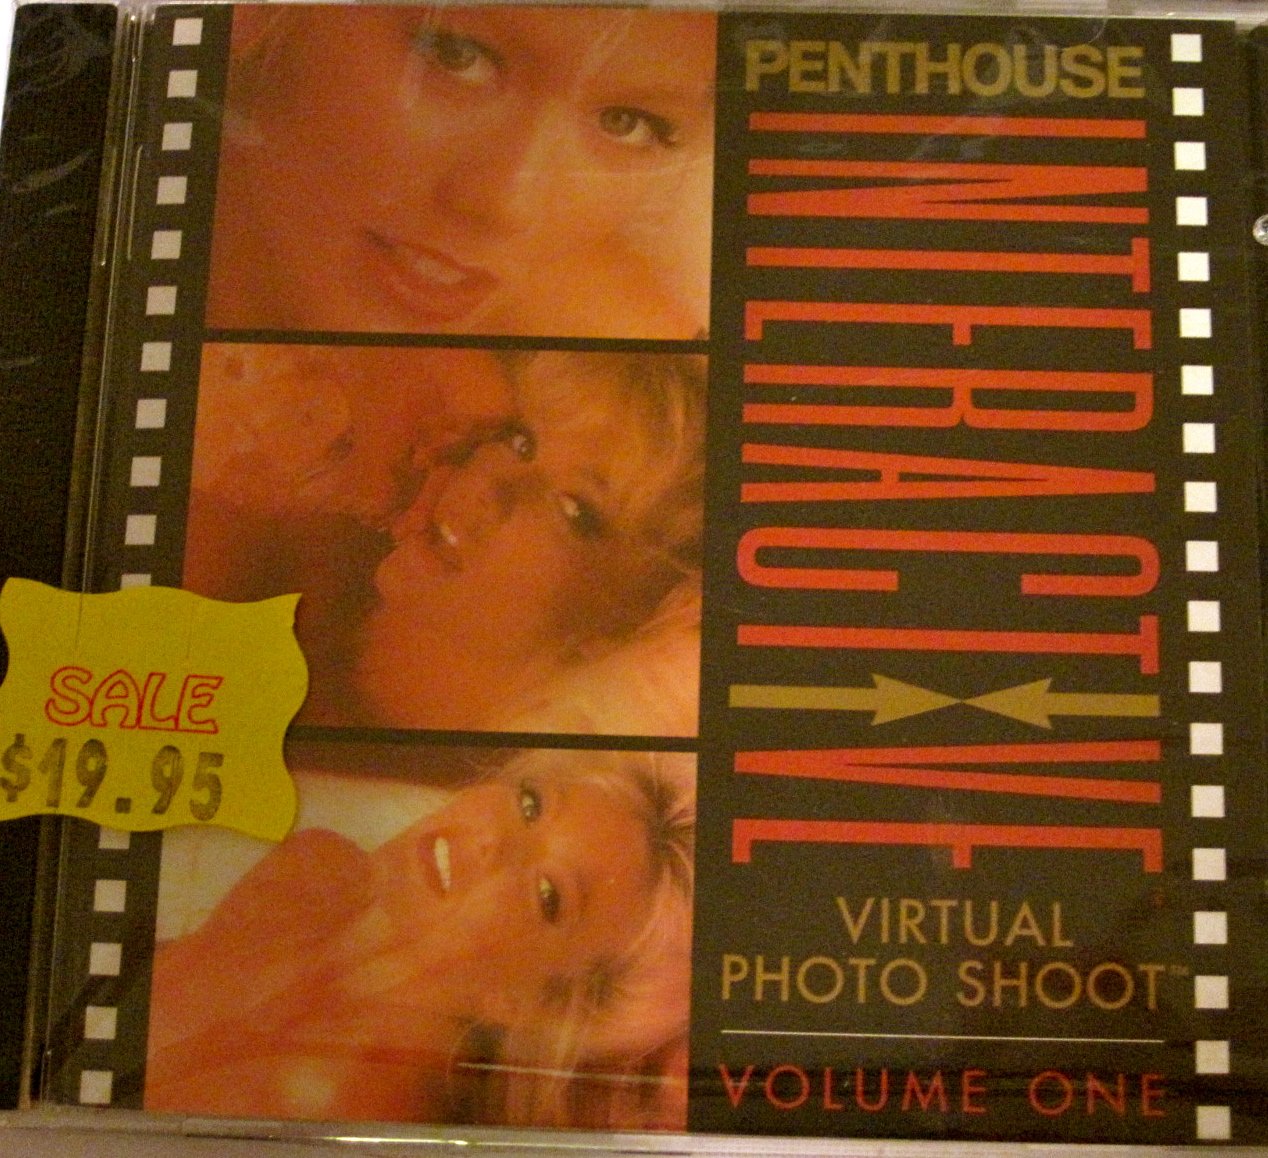 PENTHOUSE
INTERACTIVE
VIRTUAL
PHOTO SHOOT™
VOLUME ONE
SALE
$19.95